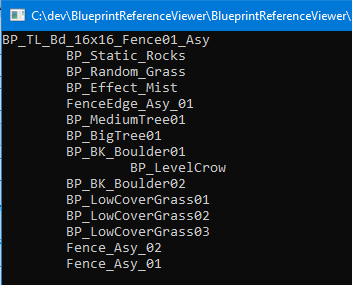 C:\dev\BlueprintReferenceViewer\BlueprintReferenceViewer\
BP_TL_Bd_16x16_Fence01_Asy
BP_Static_Rocks
BP_Random_Grass
BP_Effect_Mist
FenceEdge_Asy_01
BP_MediumTree01
BP_BigTree01
BP_BK_Boulder01
BP_LevelCrow
BP_BK_Boulder02
BP_LowCoverGrass01
BP_LowCoverGrass02
BP_LowCoverGrass03
Fence_Asy_02
Fence_Asy_01